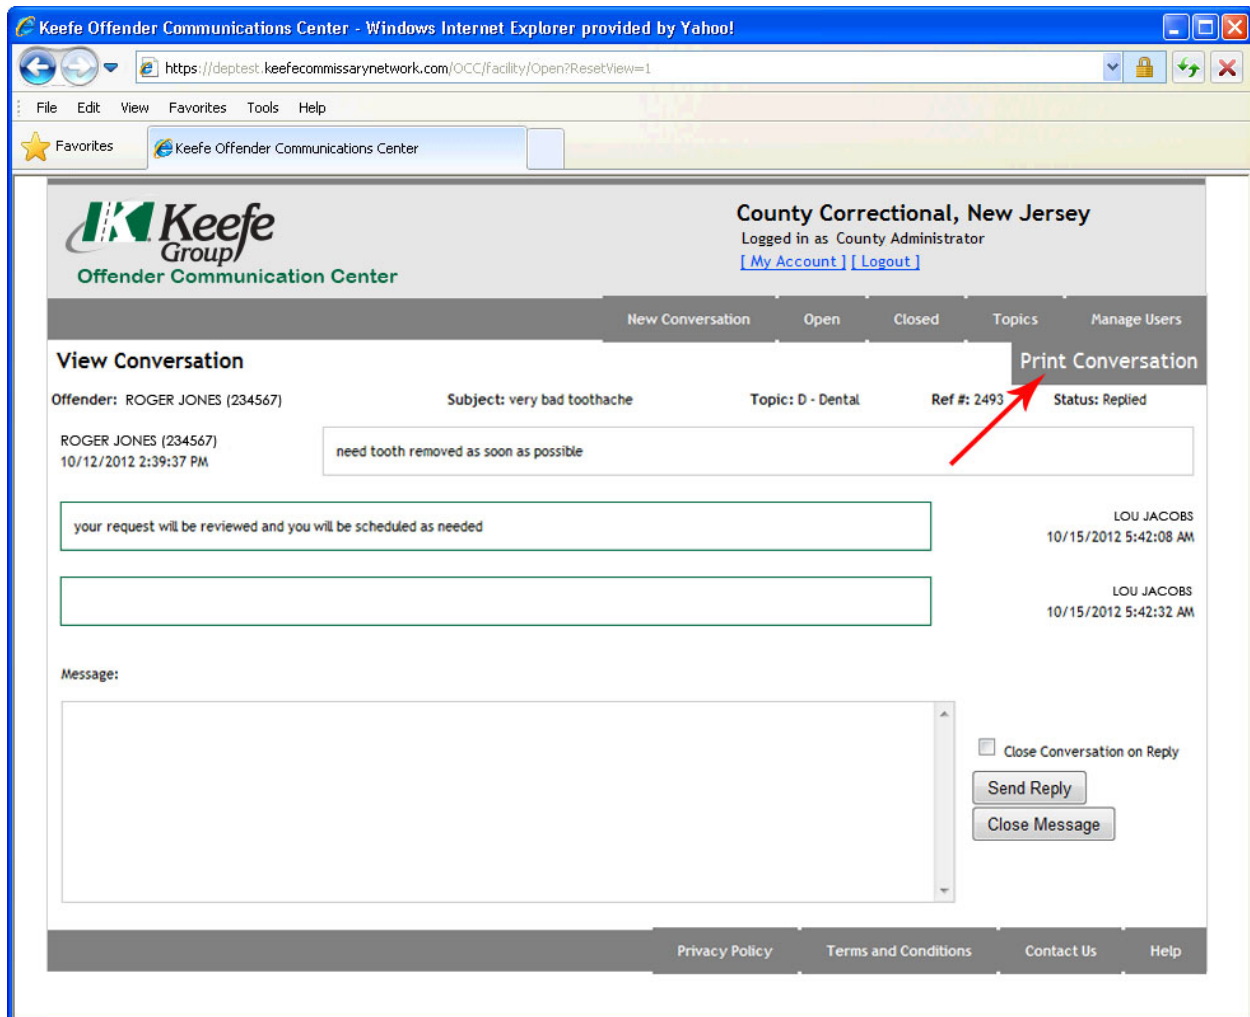 Keefe Offender Communications Center - Windows Internet Explorer provided by Yahoo!
https://deptest.keefecommissarynetwork.com/OCC/facility/Open?ResetView=1
File Edit View Favorites Tools Help
Favorites Keefe Offender Communications Center
K Keefe
Group
Offender Communication Center
County Correctional, New Jersey
Logged in as County Administrator
[ My Account ] [ Logout ]
New Conversation Open Closed Topics Manage Users
View Conversation Print Conversation
Offender: ROGER JONES (234567) Subject: very bad toothache Topic: D - Dental Ref #: 2493 Status: Replied
ROGER JONES (234567)
10/12/2012 2:39:37 PM
need tooth removed as soon as possible
your request will be reviewed and you will be scheduled as needed
LOU JACOBS
10/15/2012 5:42:08 AM
LOU JACOBS
10/15/2012 5:42:32 AM
Message:
Close Conversation on Reply
Send Reply
Close Message
Privacy Policy Terms and Conditions Contact Us Help